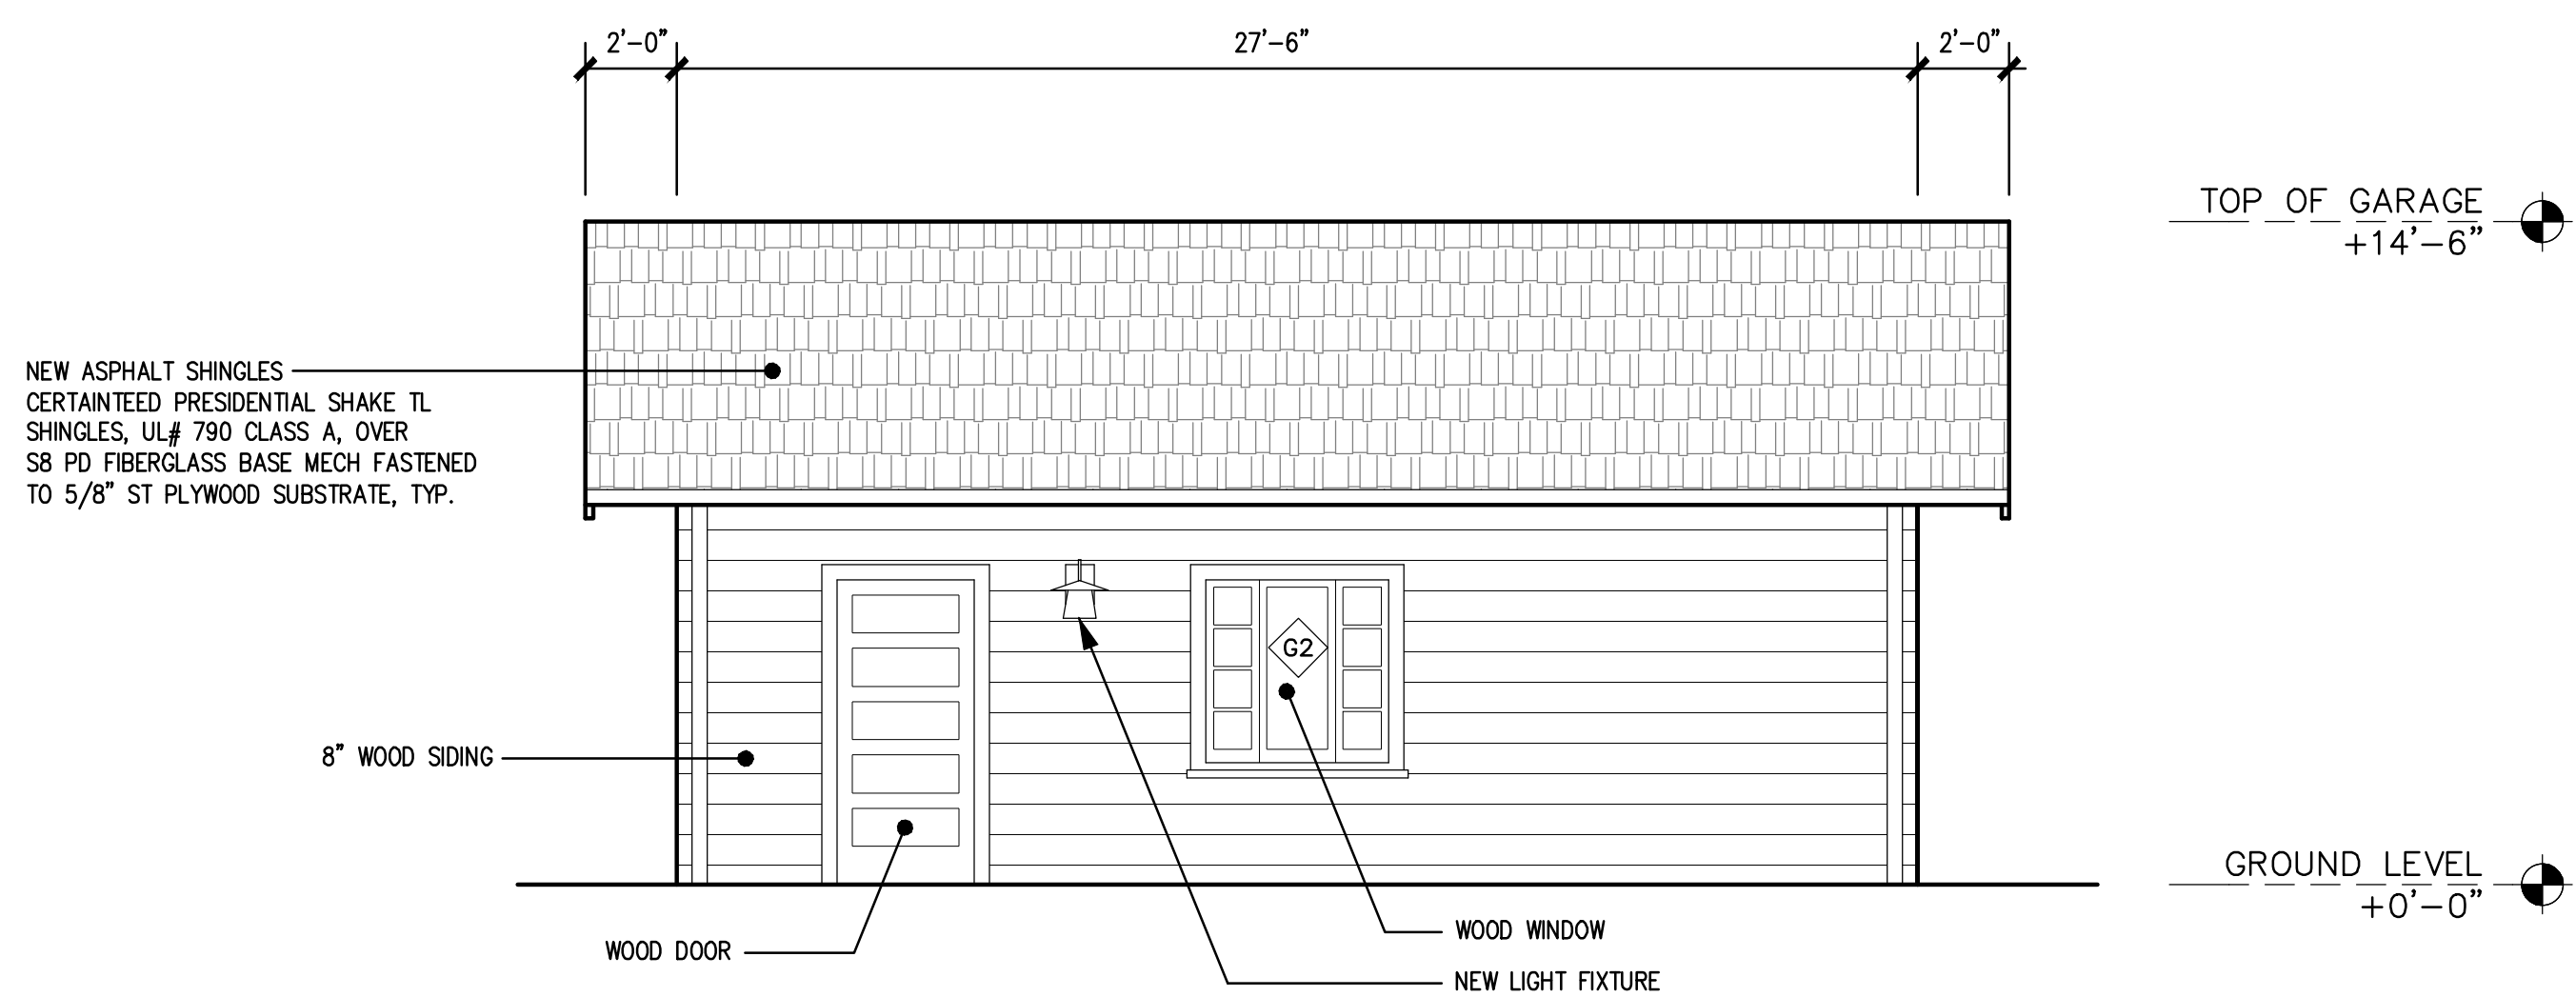 2'-0" 27'-6" 2'-0"
TOP OF GARAGE
+14'-6"
NEW ASPHALT SHINGLES
CERTAINTEED PRESIDENTIAL SHAKE TL
SHINGLES, UL# 790 CLASS A, OVER
S8 PD FIBERGLASS BASE MECH FASTENED
TO 5/8" ST PLYWOOD SUBSTRATE, TYP.
G2
8" WOOD SIDING
GROUND LEVEL
+0'-0"
WOOD DOOR
WOOD WINDOW
NEW LIGHT FIXTURE